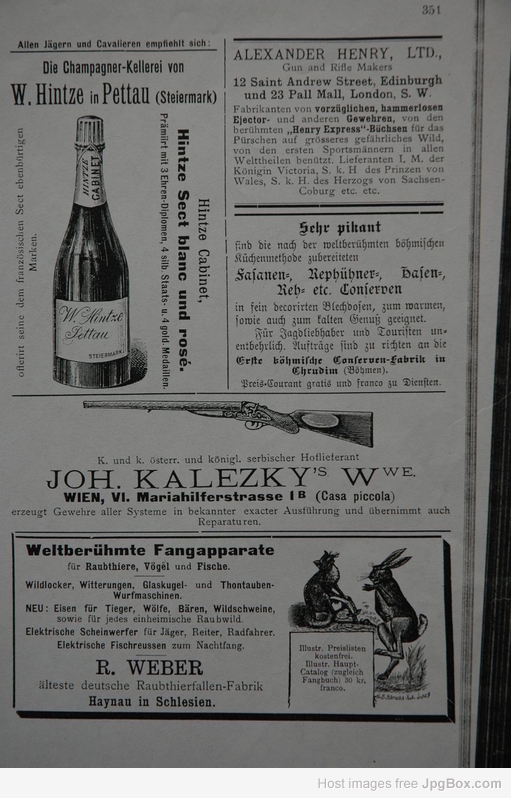 351
Allen Jägern und Cavalieren empfiehlt sich:
Die Champagner-Kellerei von
W. Hintze in Pettau (Steiermark)
offerirt seine dem französischen Sect ebenbürtigen
Marken.
HINTZE
CABINET
W. Hintze
Pettau
STEIERMARK
Prämiirt mit 3 Ehren-Diplomen, 4 silb. Staats- u. 4 gold. Medaillen.
Hintze Sect blanc und rosé.
Hintze Cabinet,
ALEXANDER HENRY, LTD.,
Gun and Rifle Makers
12 Saint Andrew Street, Edinburgh
und 23 Pall Mall, London, S. W.
Fabrikanten von vorzüglichen, hammerlosen
Ejector- und anderen Gewehren, von den
berühmten „Henry Express"-Büchsen für das
Pürschen auf grösseres gefährliches Wild,
von den ersten Sportsmännern in allen
Welttheilen benützt. Lieferanten I. M. der
Königin Victoria, S. k. H des Prinzen von
Wales, S. k. H. des Herzogs von Sachsen-
Coburg etc. etc.
Sehr pikant
sind die nach der weltberühmten böhmischen
Küchenmethode zubereiteten
Fasanen-, Rephühner-, Hasen-,
Reh- etc. Conserven
in fein decorirten Blechdosen, zum warmen,
sowie auch zum kalten Genuß geeignet.
Für Jagdliebhaber und Touristen un-
entbehrlich. Aufträge sind zu richten an die
Erste böhmische Conserven-Fabrik in
Chrudim (Böhmen).
Preis-Courant gratis und franco zu Diensten.
K. und k. österr. und königl. serbischer Hoflieferant
JOH. KALEZKY'S WWE.
WIEN, VI. Mariahilferstrasse 1B (Casa piccola)
erzeugt Gewehre aller Systeme in bekannter exacter Ausführung und übernimmt auch
Reparaturen.
Weltberühmte Fangapparate
für Raubthiere, Vögel und Fische.
Wildlocker, Witterungen, Glaskugel- und Thontauben-
Wurfmaschinen.
NEU: Eisen für Tieger, Wölfe, Bären, Wildschweine,
sowie für jedes einheimische Raubwild.
Elektrische Scheinwerfer für Jäger, Reiter, Radfahrer.
Elektrische Fischreussen zum Nachtfang.
R. WEBER
älteste deutsche Raubthierfallen-Fabrik
Haynau in Schlesien.
Illustr. Preislisten
kostenfrei.
Illustr. Haupt-
Catalog (zugleich
Fangbuch) 30 kr.
franco.
Host images free JpgBox.com